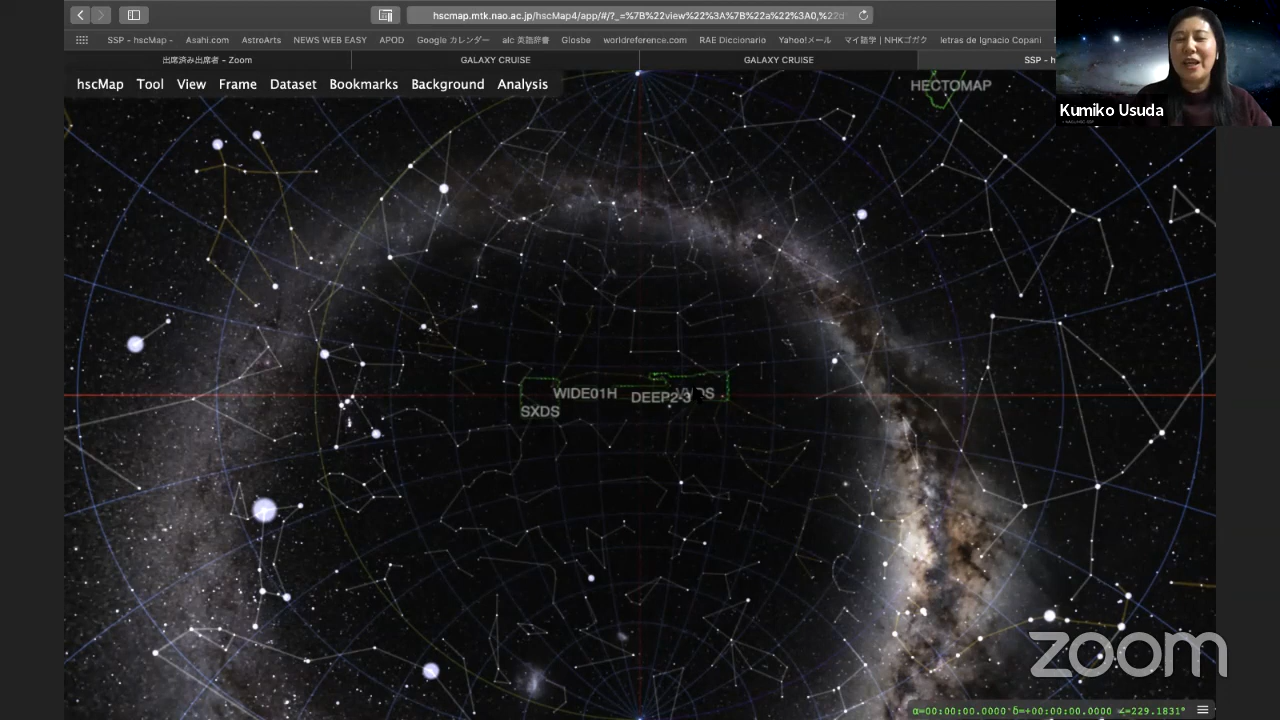 hscmap.mtk.nao.ac.jp/hscMap4/app/#/?_=%7B%22view%22%3A%7B%22a%22%3A0,%22d
SSP - hscMap - Asahi.com AstroArts NEWS WEB EASY APOD Google カレンダー alc 英語辞書 Glosbe worldreference.com RAE Diccionario Yahoo!メール マイ語学 | NHKゴガク letras de Ignacio Copani
出席済み出席者 - Zoom GALAXY CRUISE GALAXY CRUISE SSP - h
hscMap Tool View Frame Dataset Bookmarks Background Analysis
HECTOMAP
Kumiko Usuda
WIDE01H DEEP2-3
SXDS
zoom
α=00:00:00.0000 δ=+00:00:00.0000 ∠=229.1831°